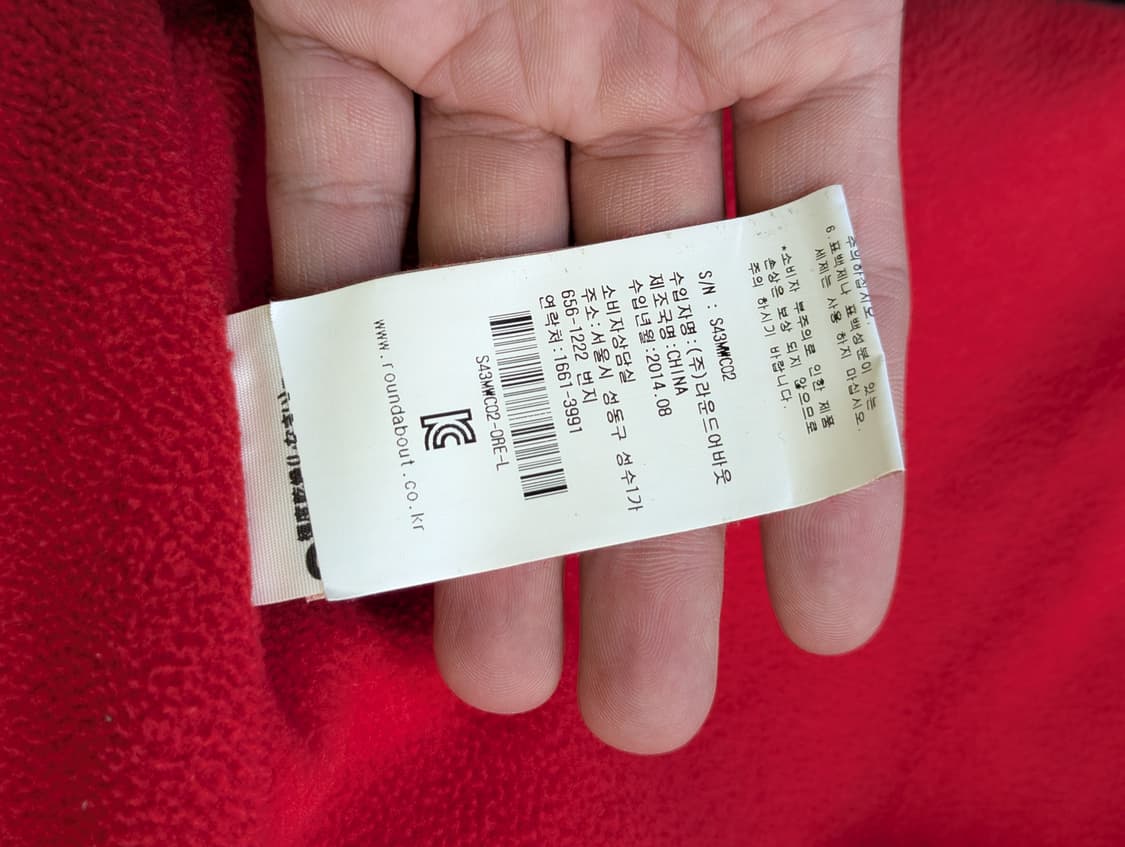 주의하십시오.
6.표백제나 표백성분이 있는
세제는 사용 하지 마십시오.
*소비자 부주의로 인한 제품
손상은 보상 되지 않으므로
주의 하시기 바랍니다.
S/N : S43MWC02
수입자명:(주)라운드어바웃
제조국명:CHINA
수입년월:2014.08
소비자상담실
주소:서울시 성동구 성수1가
656-1222 번지
연락처:1661-3991
S43MWC02-ORE-L
www.roundabout.co.kr